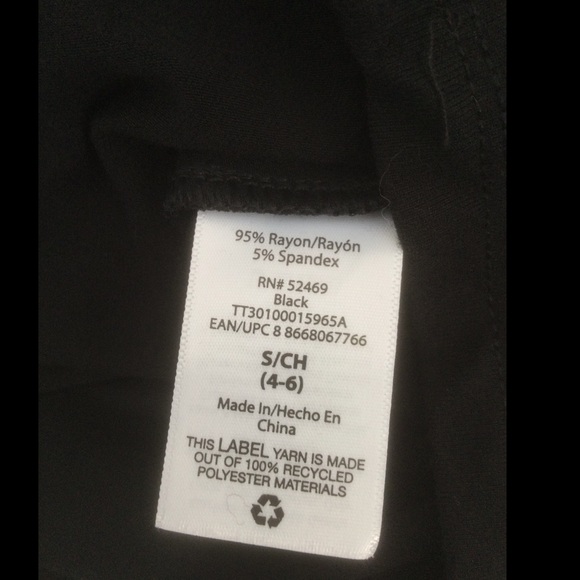 95% Rayon/Rayón
5% Spandex
RN# 52469
Black
TT30100015965A
EAN/UPC 8 8668067766
S/CH
(4-6)
Made In/Hecho En
China
THIS LABEL YARN IS MADE
OUT OF 100% RECYCLED
POLYESTER MATERIALS